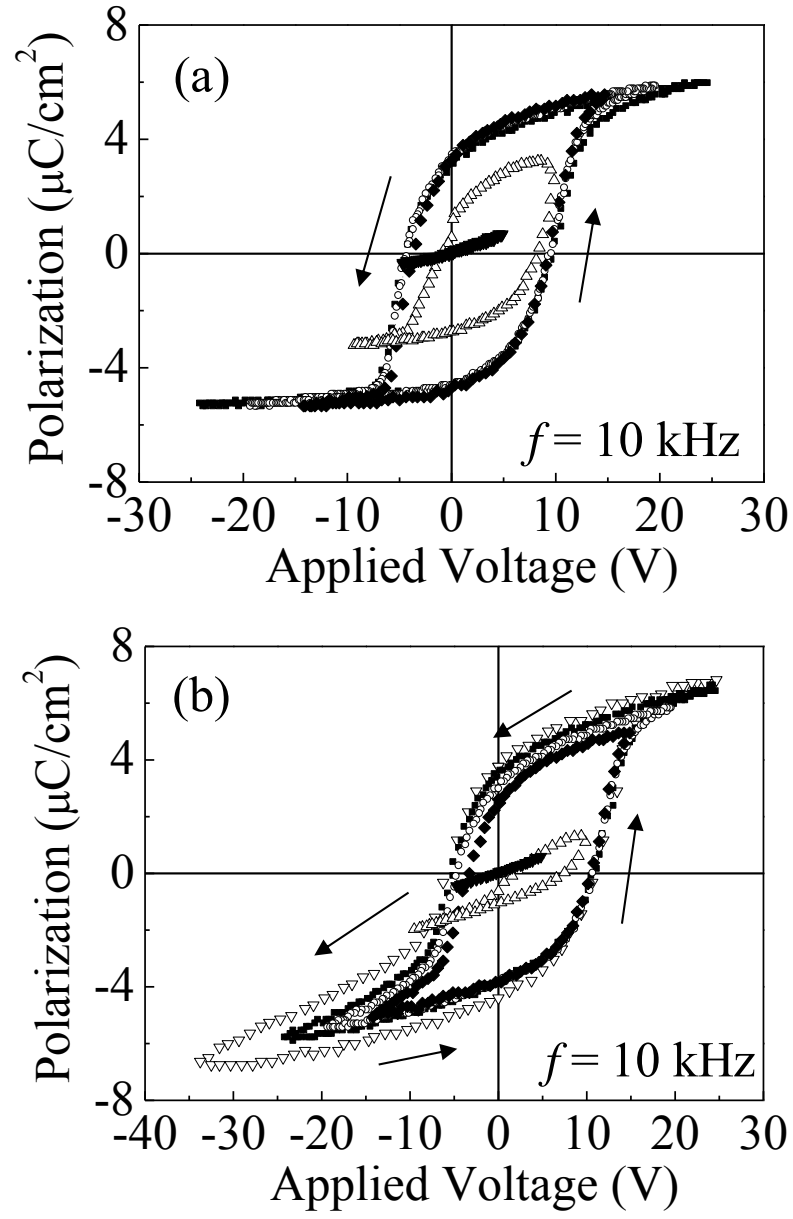 8
(a)
4
0
-4
-8
Polarization (μC/cm²)
f = 10 kHz
-30 -20 -10 0 10 20 30
Applied Voltage (V)
8
(b)
4
0
-4
-8
Polarization (μC/cm²)
f = 10 kHz
-40 -30 -20 -10 0 10 20 30
Applied Voltage (V)